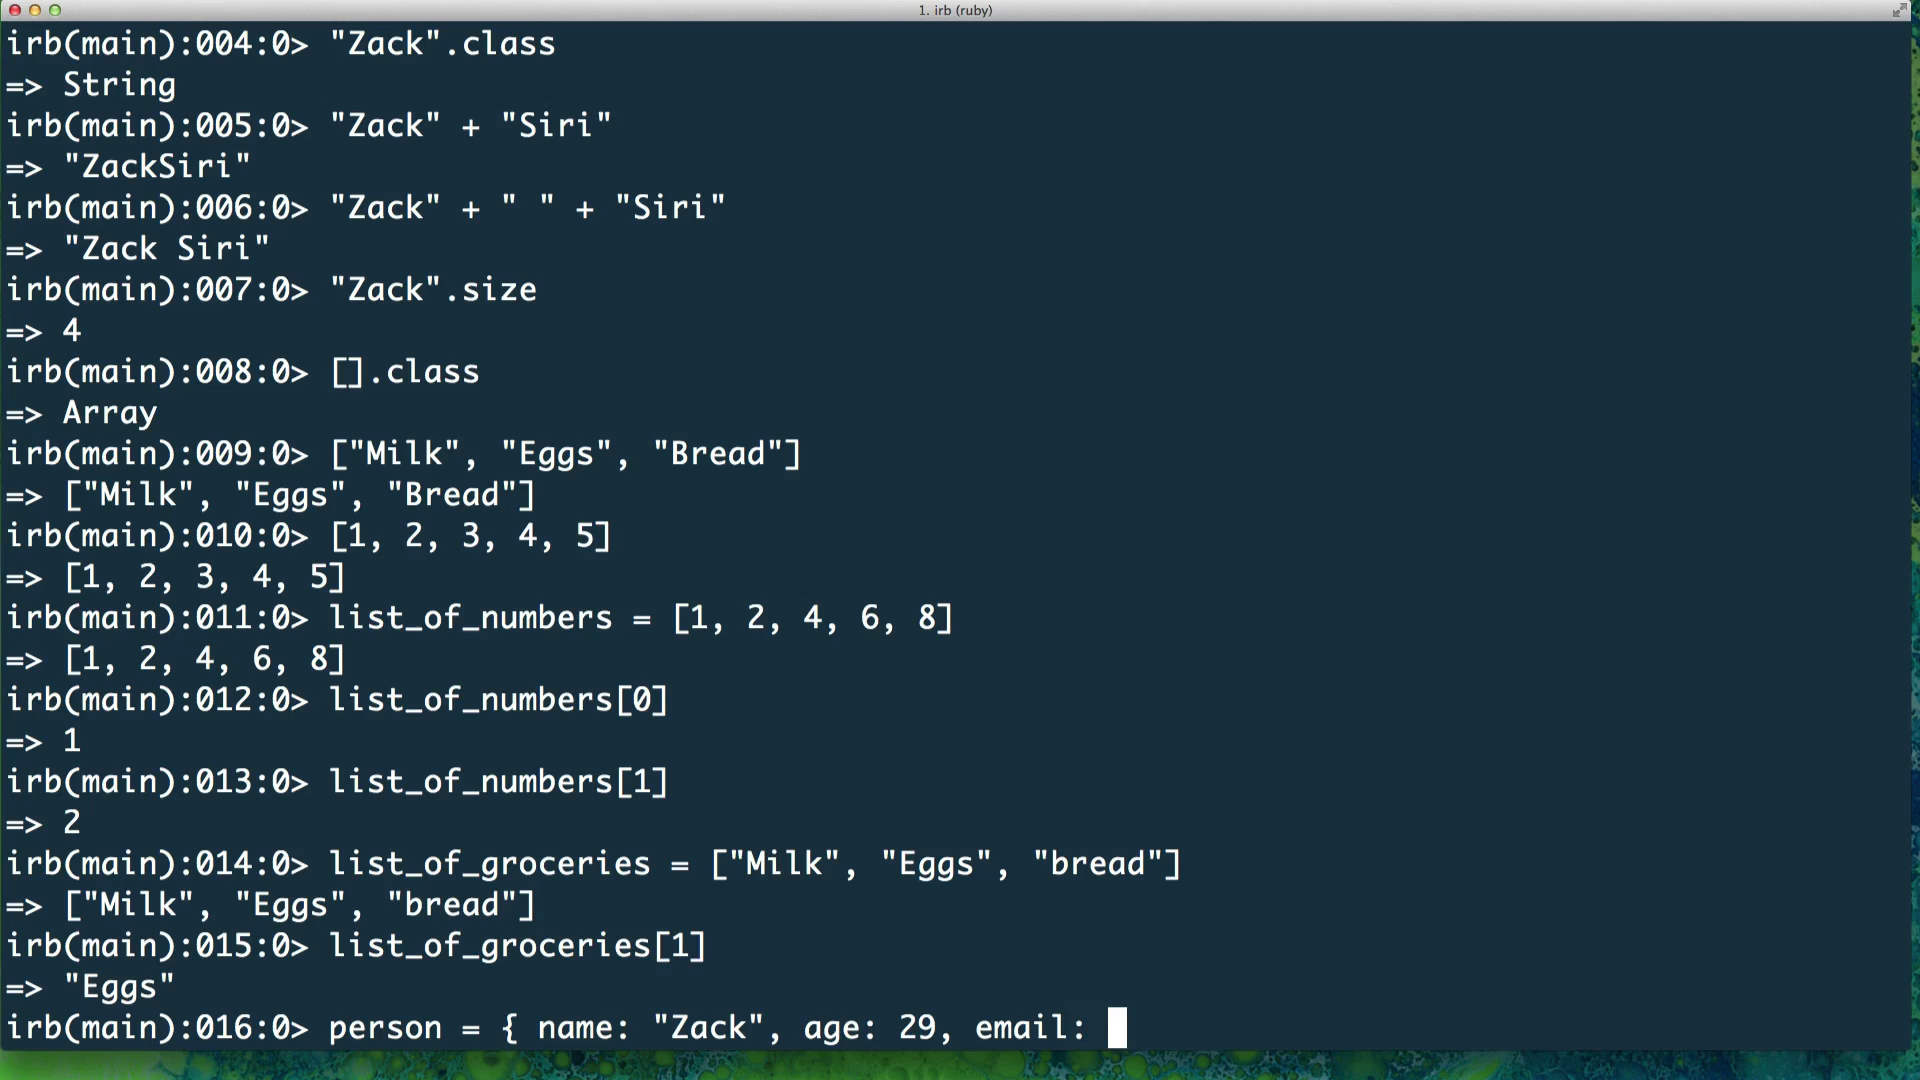 1. irb (ruby)
irb(main):004:0> "Zack".class
=> String
irb(main):005:0> "Zack" + "Siri"
=> "ZackSiri"
irb(main):006:0> "Zack" + " " + "Siri"
=> "Zack Siri"
irb(main):007:0> "Zack".size
=> 4
irb(main):008:0> [].class
=> Array
irb(main):009:0> ["Milk", "Eggs", "Bread"]
=> ["Milk", "Eggs", "Bread"]
irb(main):010:0> [1, 2, 3, 4, 5]
=> [1, 2, 3, 4, 5]
irb(main):011:0> list_of_numbers = [1, 2, 4, 6, 8]
=> [1, 2, 4, 6, 8]
irb(main):012:0> list_of_numbers[0]
=> 1
irb(main):013:0> list_of_numbers[1]
=> 2
irb(main):014:0> list_of_groceries = ["Milk", "Eggs", "bread"]
=> ["Milk", "Eggs", "bread"]
irb(main):015:0> list_of_groceries[1]
=> "Eggs"
irb(main):016:0> person = { name: "Zack", age: 29, email: